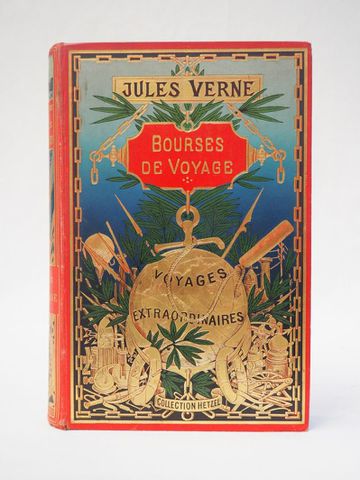 JULES VERNE
BOURSES
DE VOYAGE
VOYAGES
EXTRAORDINAIRES
COLLECTION HETZEL